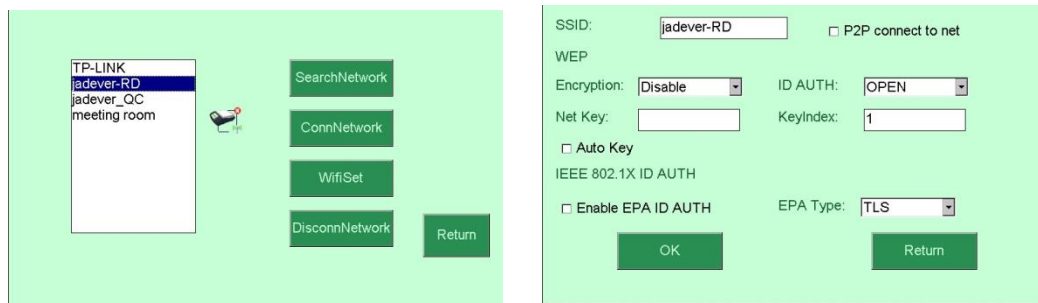 TP-LINK
jadever-RD
jadever_QC
meeting room
SearchNetwork
ConnNetwork
WifiSet
DisconnNetwork
Return
SSID: jadever-RD P2P connect to net
WEP
Encryption: Disable ID AUTH: OPEN
Net Key: KeyIndex: 1
Auto Key
IEEE 802.1X ID AUTH
Enable EPA ID AUTH EPA Type: TLS
OK Return